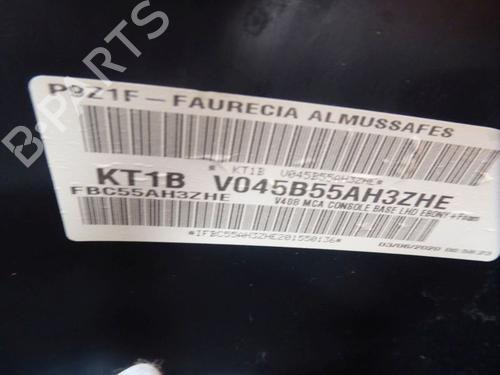 B-PARTS
P9Z1F - FAURECIA ALMUSSAFES
* KT1B V045B55AH3ZHE*
KT1B V045B55AH3ZHE
FBC55AH3ZHE V408 MCA CONSOLE BASE LHD EBONY+Foam
*1FBC55AH3ZHE201550136*
03/06/2020